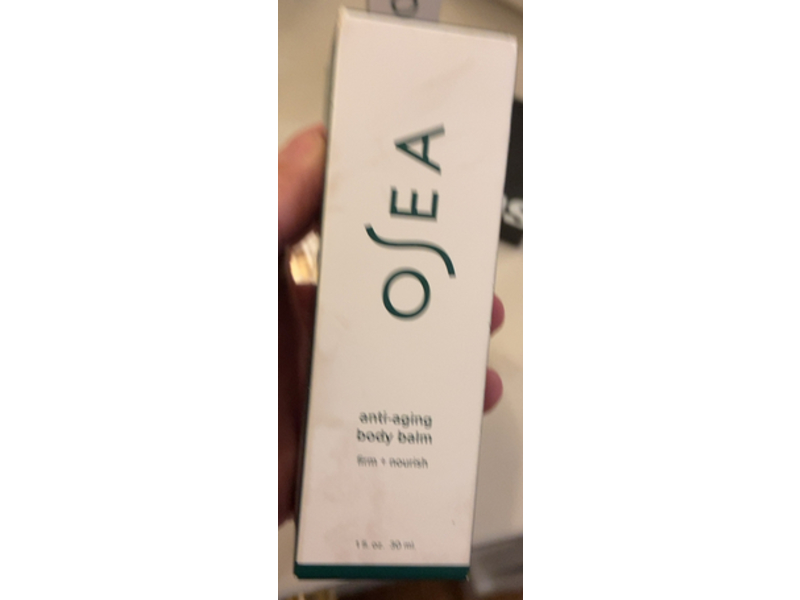 OSEA
anti-aging
body balm
firm + nourish
1 fl. oz. 30 mL